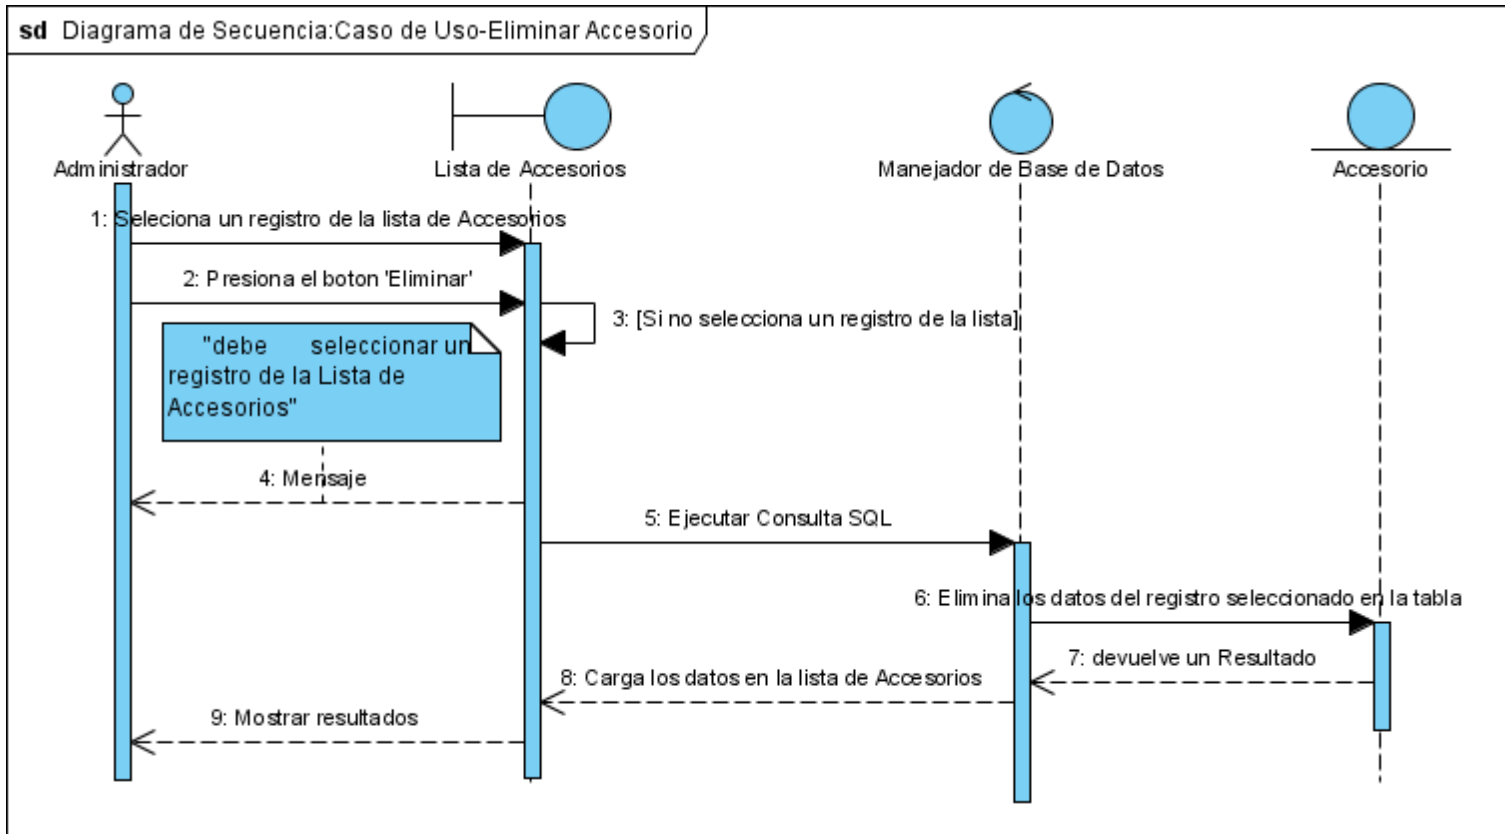 sd Diagrama de Secuencia:Caso de Uso-Eliminar Accesorio
Administrador
Lista de Accesorios
Manejador de Base de Datos
Accesorio
1: Seleciona un registro de la lista de Accesorios
2: Presiona el boton 'Eliminar'
3: [Si no selecciona un registro de la lista]
"debe seleccionar un
registro de la Lista de
Accesorios"
4: Mensaje
5: Ejecutar Consulta SQL
6: Elimina los datos del registro seleccionado en la tabla
7: devuelve un Resultado
8: Carga los datos en la lista de Accesorios
9: Mostrar resultados